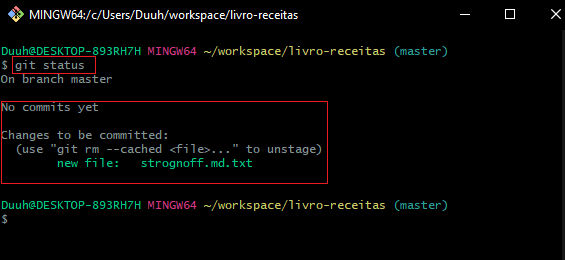 MINGW64:/c/Users/Duuh/workspace/livro-receitas
Duuh@DESKTOP-893RH7H MINGW64 ~/workspace/livro-receitas (master)
$ git status
On branch master
No commits yet
Changes to be committed:
(use "git rm --cached <file>..." to unstage)
new file: strognoff.md.txt
Duuh@DESKTOP-893RH7H MINGW64 ~/workspace/livro-receitas (master)
$